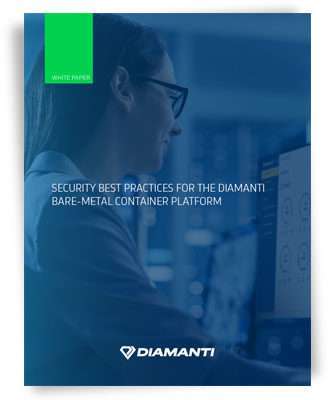 WHITE PAPER
SECURITY BEST PRACTICES FOR THE DIAMANTI
BARE-METAL CONTAINER PLATFORM
DIAMANTI